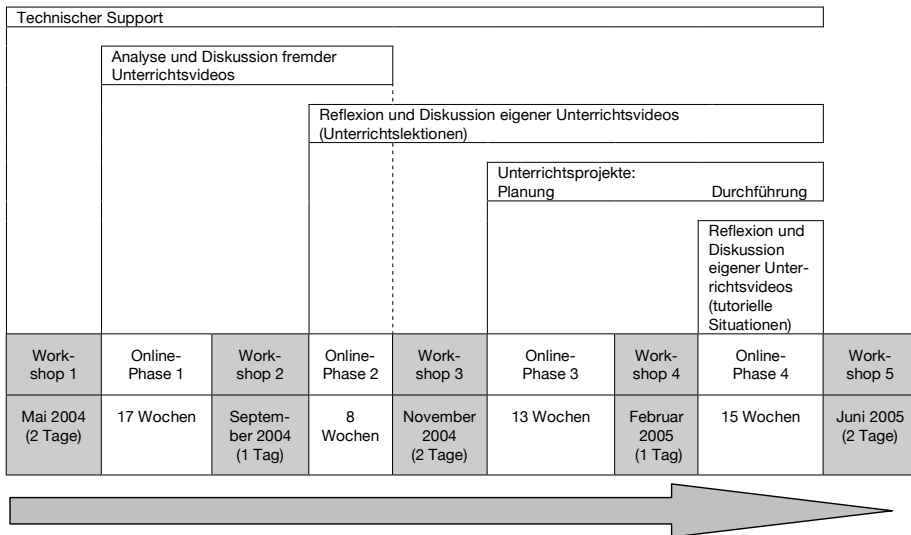 Technischer Support
Analyse und Diskussion fremder
Unterrichtsvideos
Reflexion und Diskussion eigener Unterrichtsvideos
(Unterrichtslektionen)
Unterrichtsprojekte:
Planung Durchführung
Reflexion und
Diskussion
eigener Unter-
richtsvideos
(tutorielle
Situationen)
Work-
shop 1
Online-
Phase 1
Work-
shop 2
Online-
Phase 2
Work-
shop 3
Online-
Phase 3
Work-
shop 4
Online-
Phase 4
Work-
shop 5
Mai 2004
(2 Tage)
17 Wochen
Septem-
ber 2004
(1 Tag)
8
Wochen
November
2004
(2 Tage)
13 Wochen
Februar
2005
(1 Tag)
15 Wochen
Juni 2005
(2 Tage)